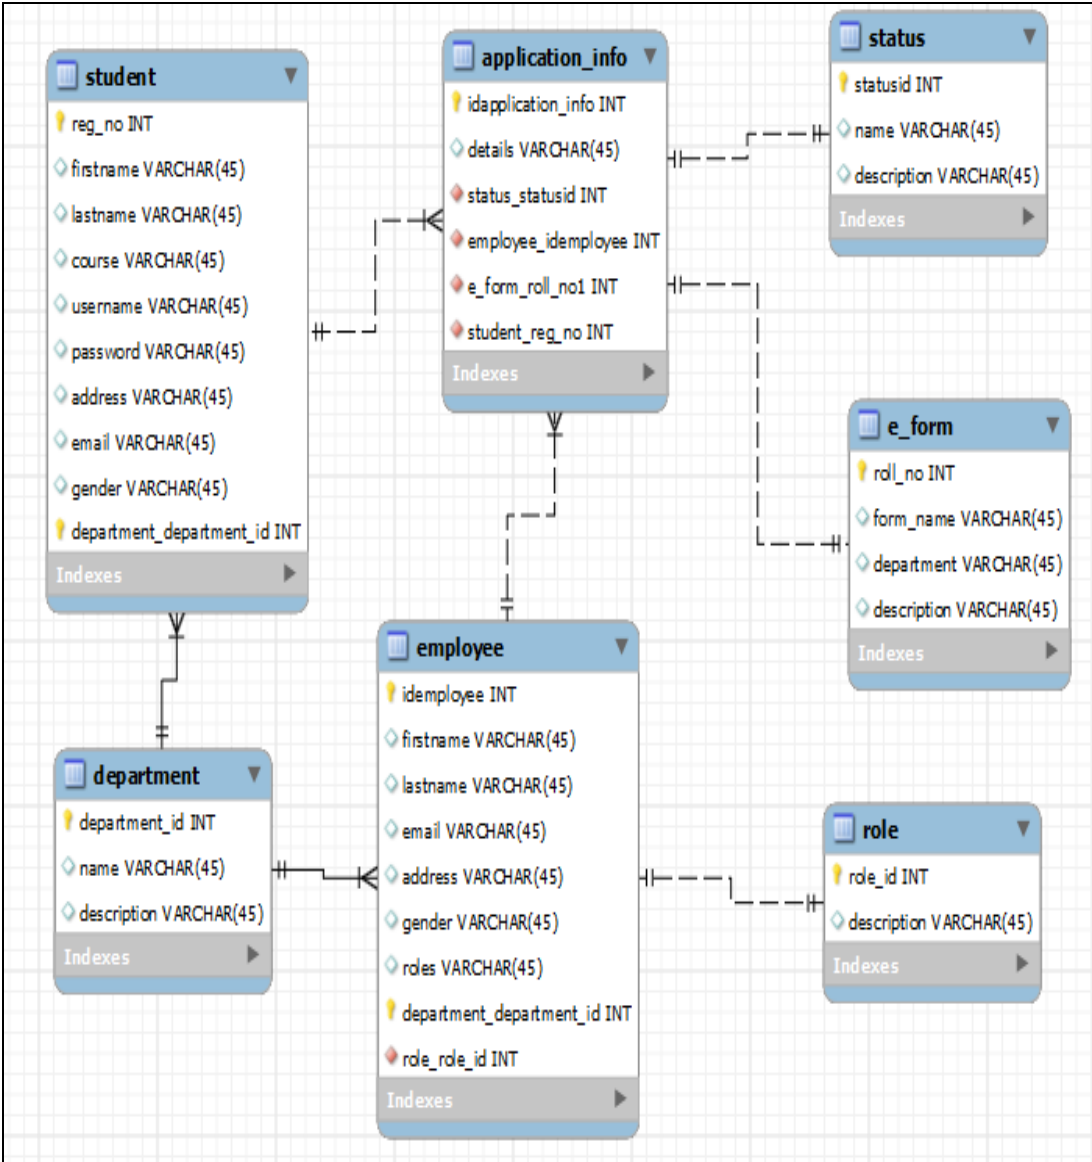 student
reg_no INT
firstname VARCHAR(45)
lastname VARCHAR(45)
course VARCHAR(45)
username VARCHAR(45)
password VARCHAR(45)
address VARCHAR(45)
email VARCHAR(45)
gender VARCHAR(45)
department_department_id INT
Indexes
application_info
idapplication_info INT
details VARCHAR(45)
status_statusid INT
employee_idemployee INT
e_form_roll_no1 INT
student_reg_no INT
Indexes
status
statusid INT
name VARCHAR(45)
description VARCHAR(45)
Indexes
e_form
roll_no INT
form_name VARCHAR(45)
department VARCHAR(45)
description VARCHAR(45)
Indexes
department
department_id INT
name VARCHAR(45)
description VARCHAR(45)
Indexes
employee
idemployee INT
firstname VARCHAR(45)
lastname VARCHAR(45)
email VARCHAR(45)
address VARCHAR(45)
gender VARCHAR(45)
roles VARCHAR(45)
department_department_id INT
role_role_id INT
Indexes
role
role_id INT
description VARCHAR(45)
Indexes